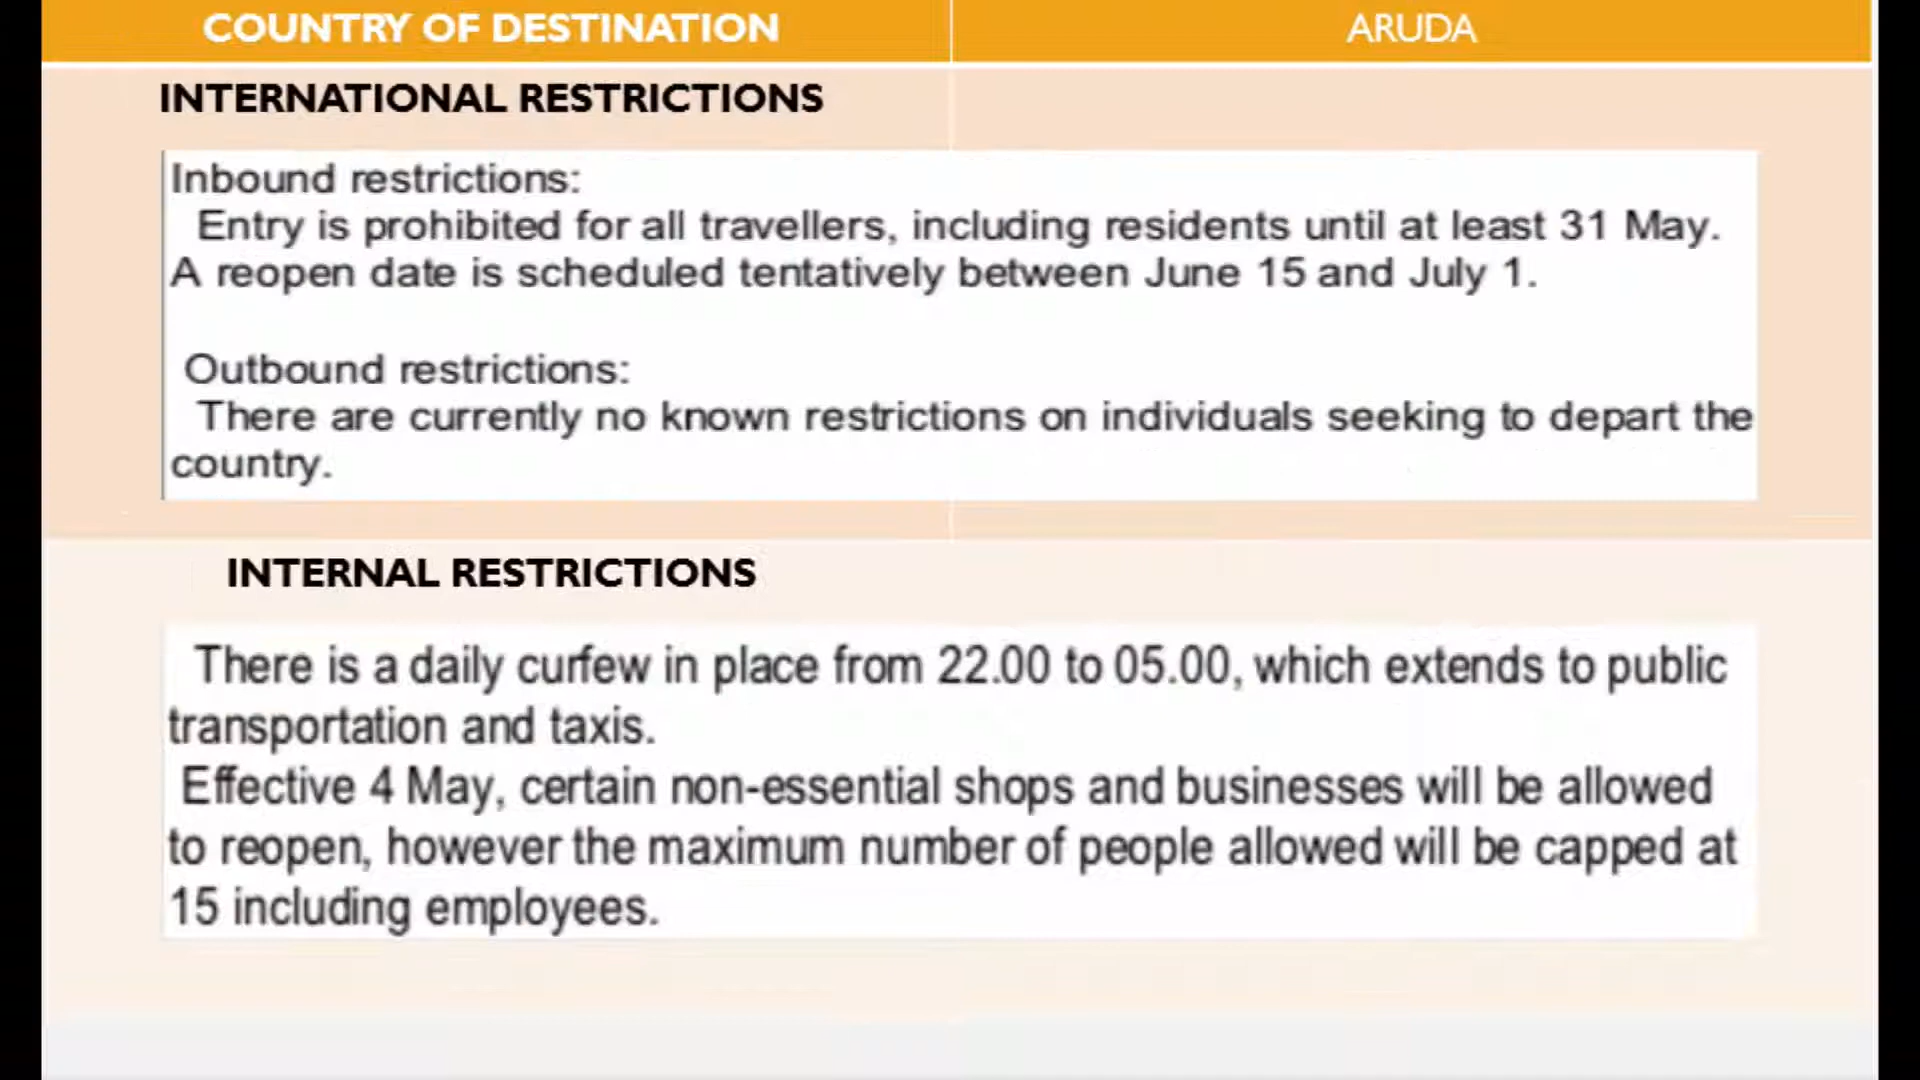 COUNTRY OF DESTINATION ARUDA
INTERNATIONAL RESTRICTIONS
Inbound restrictions:
Entry is prohibited for all travellers, including residents until at least 31 May.
A reopen date is scheduled tentatively between June 15 and July 1.
Outbound restrictions:
There are currently no known restrictions on individuals seeking to depart the
country.
INTERNAL RESTRICTIONS
There is a daily curfew in place from 22.00 to 05.00, which extends to public
transportation and taxis.
Effective 4 May, certain non-essential shops and businesses will be allowed
to reopen, however the maximum number of people allowed will be capped at
15 including employees.